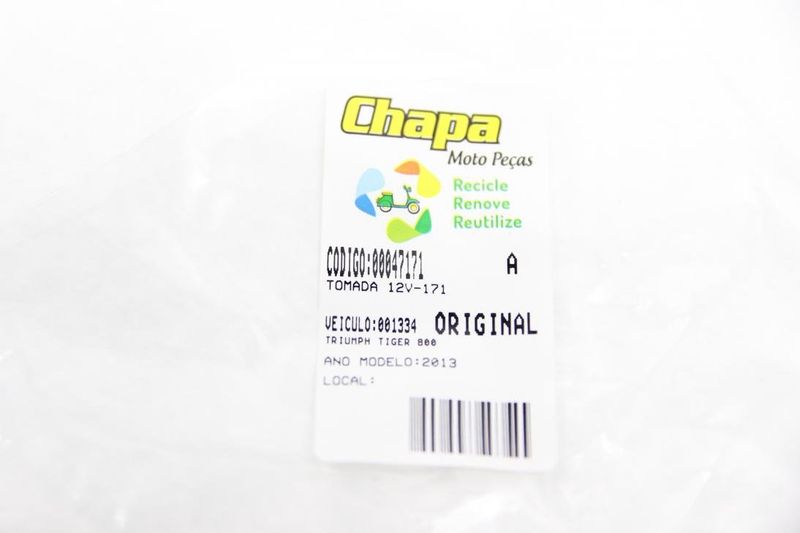 Chapa
Moto Peças
Recicle
Renove
Reutilize
CODIGO:00047171 A
TOMADA 12V-171
VEICULO:001334 ORIGINAL
TRIUMPH TIGER 800
ANO MODELO:2013
LOCAL: